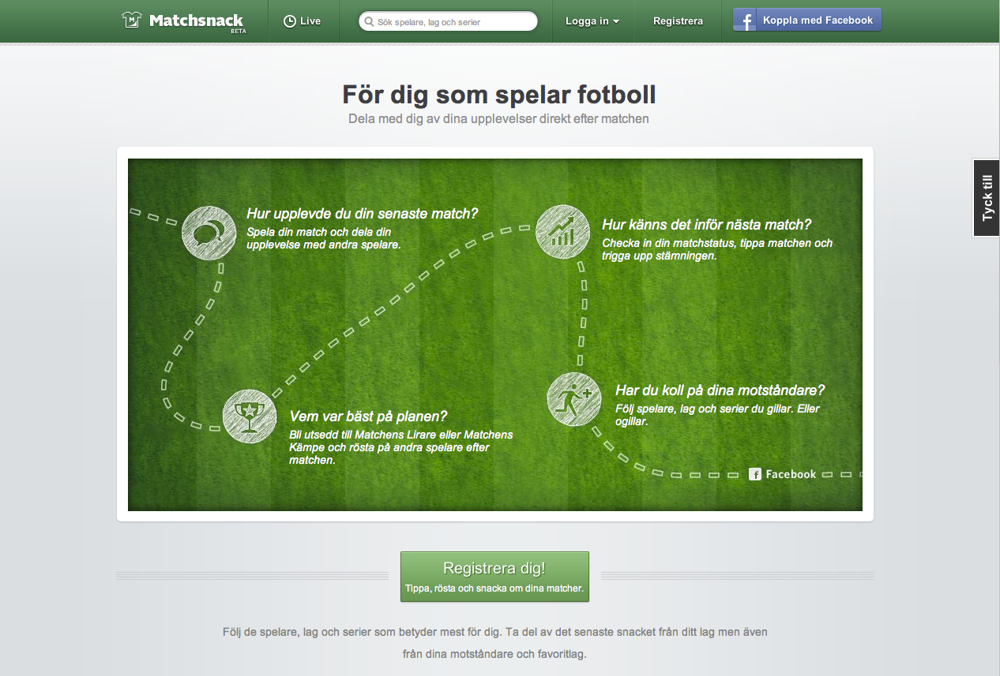 M
Matchsnack
BETA
Live
Sök spelare, lag och serier
Logga in
Registrera
f
Koppla med Facebook
För dig som spelar fotboll
Dela med dig av dina upplevelser direkt efter matchen
Tyck till
Hur upplevde du din senaste match?
Spela din match och dela din
upplevelse med andra spelare.
Hur känns det inför nästa match?
Checka in din matchstatus, tippa matchen och
trigga upp stämningen.
Vem var bäst på planen?
Bli utsedd till Matchens Lirare eller Matchens
Kämpe och rösta på andra spelare efter
matchen.
Har du koll på dina motståndare?
Följ spelare, lag och serier du gillar. Eller
ogillar.
f Facebook
Registrera dig!
Tippa, rösta och snacka om dina matcher.
Följ de spelare, lag och serier som betyder mest för dig. Ta del av det senaste snacket från ditt lag men även
från dina motståndare och favoritlag.